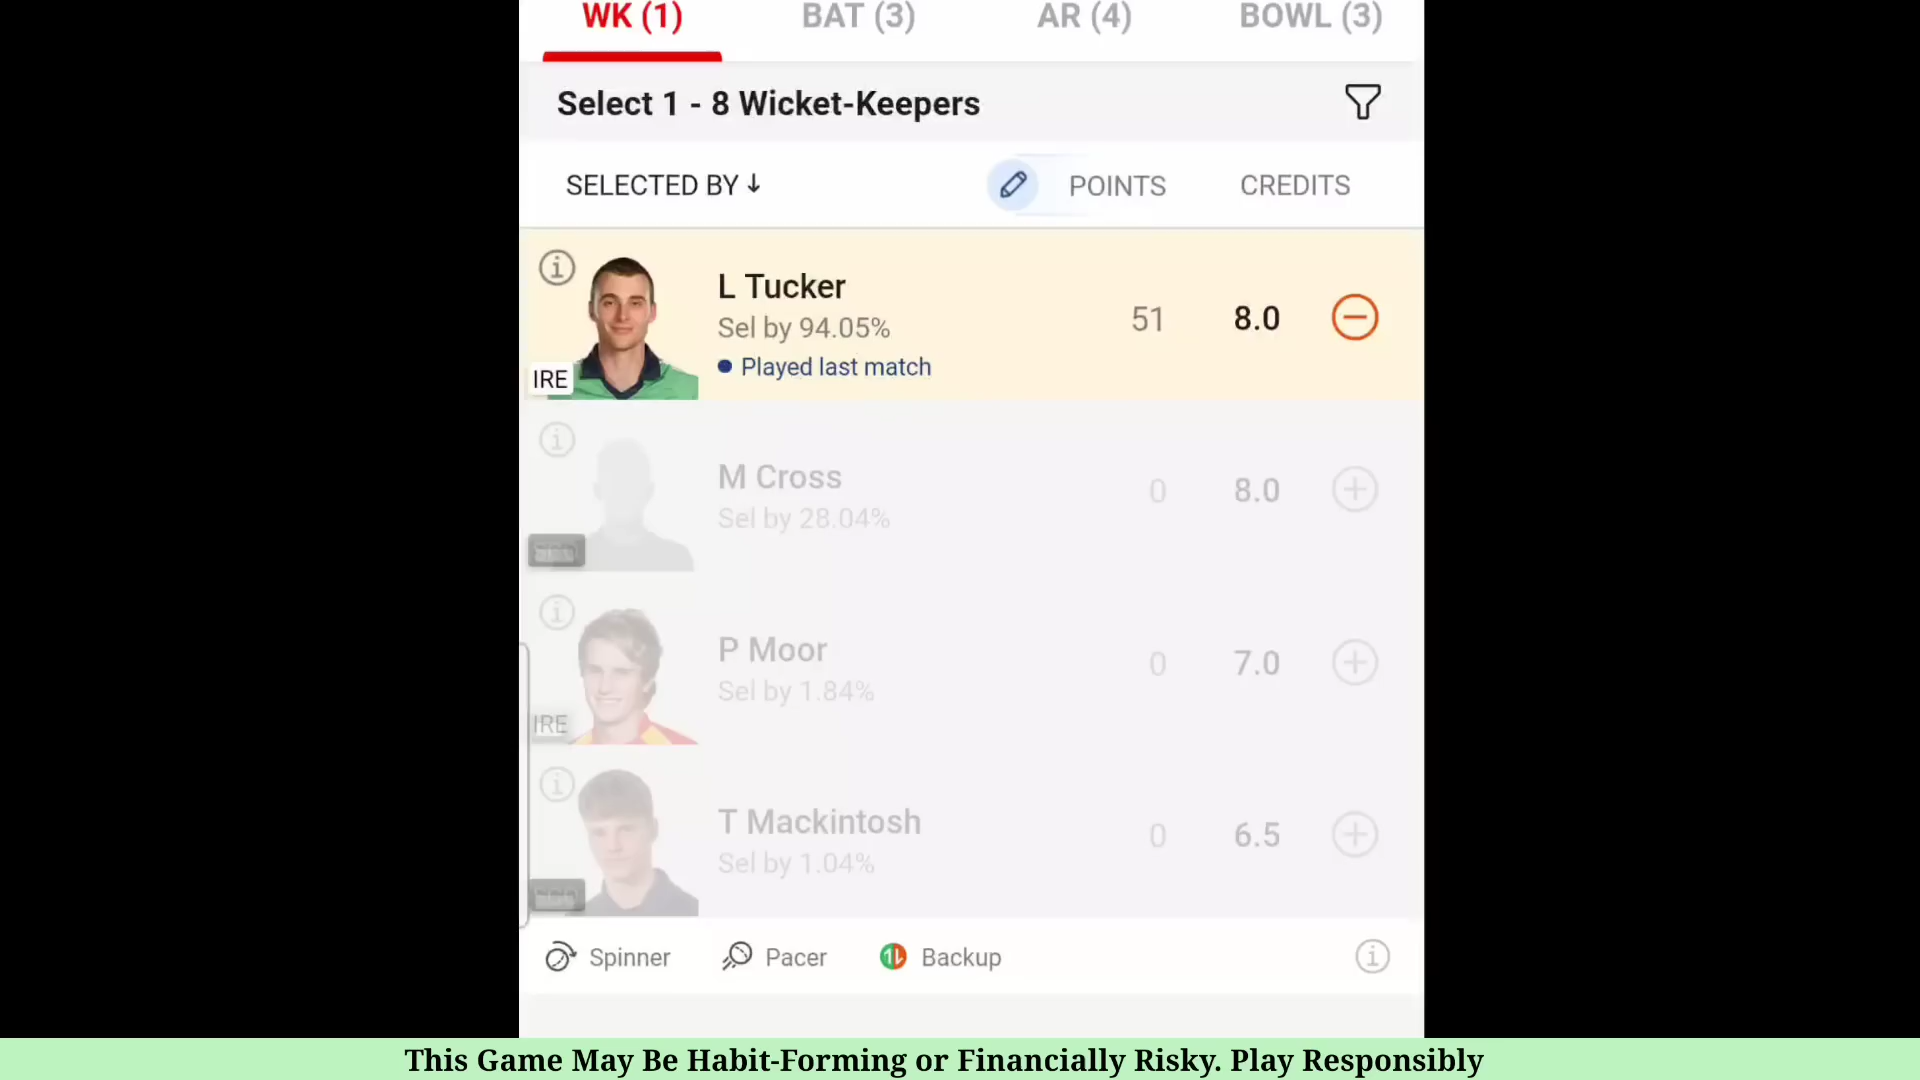 WK (1) BAT (3) AR (4) BOWL (3)
Select 1 - 8 Wicket-Keepers
SELECTED BY ↓ POINTS CREDITS
L Tucker
Sel by 94.05% 51 8.0
Played last match
IRE
M Cross
Sel by 28.04% 0 8.0
P Moor
Sel by 1.84% 0 7.0
IRE
T Mackintosh
Sel by 1.04% 0 6.5
Spinner Pacer Backup
This Game May Be Habit-Forming or Financially Risky. Play Responsibly